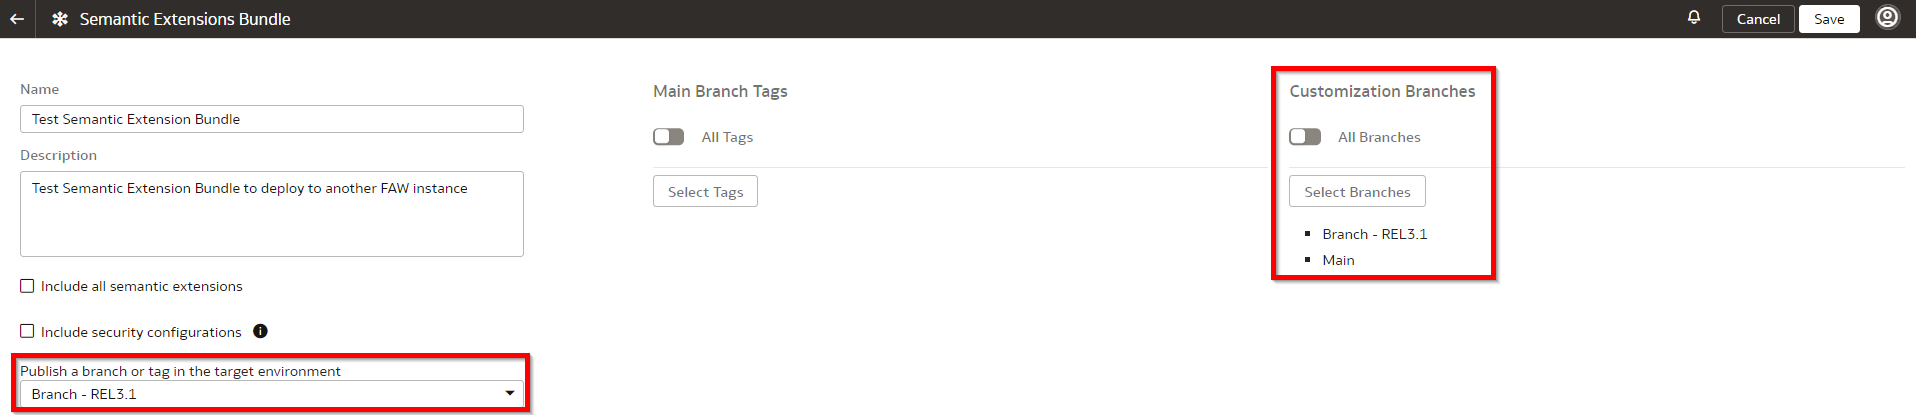 Semantic Extensions Bundle
Cancel
Save
Name
Test Semantic Extension Bundle
Description
Test Semantic Extension Bundle to deploy to another FAW instance
Include all semantic extensions
Include security configurations
Publish a branch or tag in the target environment
Branch - REL3.1
Main Branch Tags
All Tags
Select Tags
Customization Branches
All Branches
Select Branches
Branch - REL3.1
Main